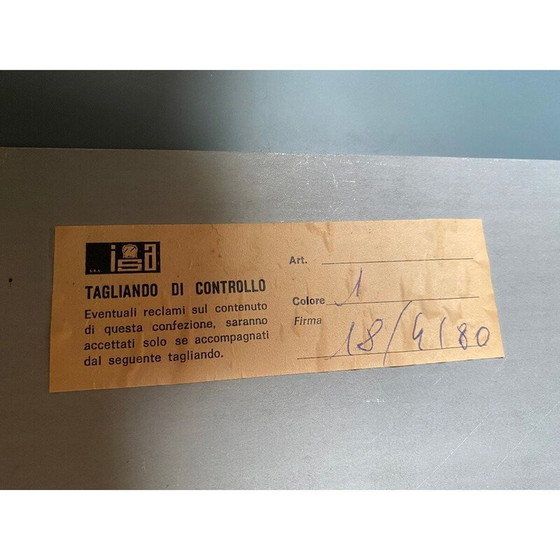 isa
TAGLIANDO DI CONTROLLO
Eventuali reclami sul contenuto
di questa confezione, saranno
accettati solo se accompagnati
dal seguente tagliando.
Art.
Colore 1
Firma
18/4/80